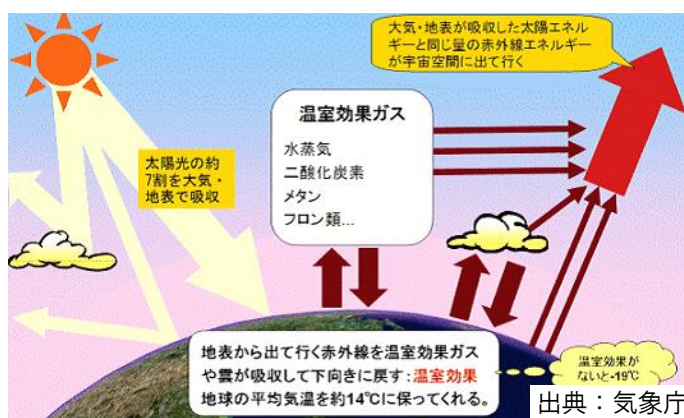 大気・地表が吸収した太陽エネル
ギーと同じ量の赤外線エネルギー
が宇宙空間に出て行く
温室効果ガス
水蒸気
二酸化炭素
メタン
フロン類…
太陽光の約
7割を大気・
地表で吸収
地表から出て行く赤外線を温室効果ガス
や雲が吸収して下向きに戻す:温室効果
地球の平均気温を約14℃に保ってくれる。
温室効果が
ないと-19℃
出典：気象庁